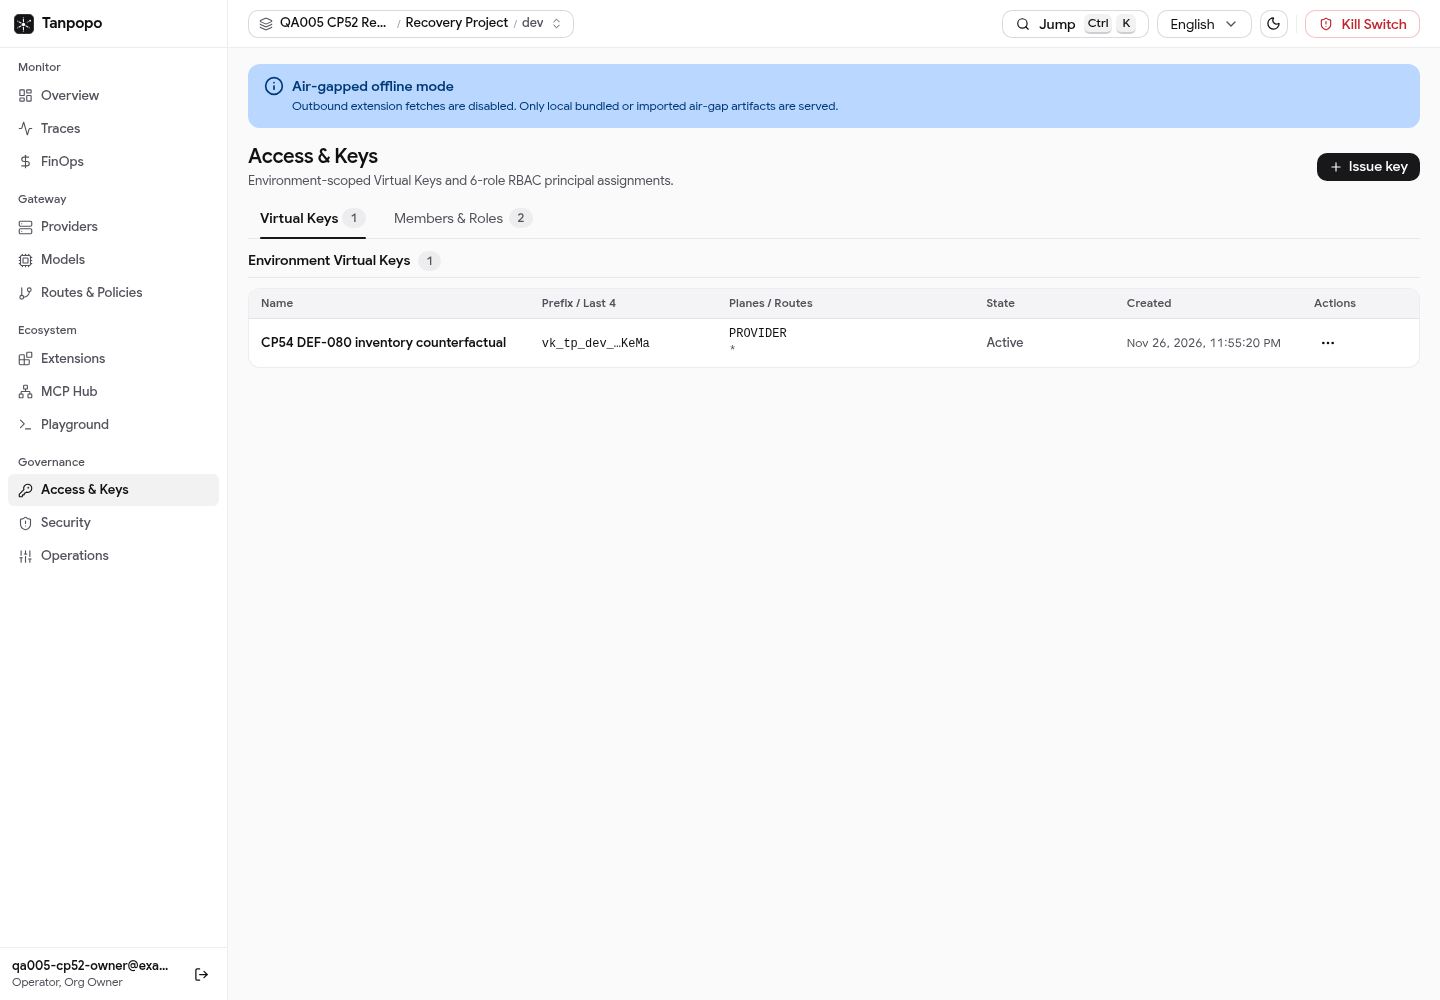 Tanpopo
QA005 CP52 Re... / Recovery Project / dev
Jump Ctrl K
English
Kill Switch
Monitor
Overview
Traces
FinOps
Gateway
Providers
Models
Routes & Policies
Ecosystem
Extensions
MCP Hub
Playground
Governance
Access & Keys
Security
Operations
qa005-cp52-owner@exa...
Operator, Org Owner
Air-gapped offline mode
Outbound extension fetches are disabled. Only local bundled or imported air-gap artifacts are served.
Access & Keys
Environment-scoped Virtual Keys and 6-role RBAC principal assignments.
+ Issue key
Virtual Keys 1 Members & Roles 2
Environment Virtual Keys 1
Name Prefix / Last 4 Planes / Routes State Created Actions
CP54 DEF-080 inventory counterfactual vk_tp_dev_…KeMa PROVIDER Active Nov 26, 2026, 11:55:20 PM ...
*